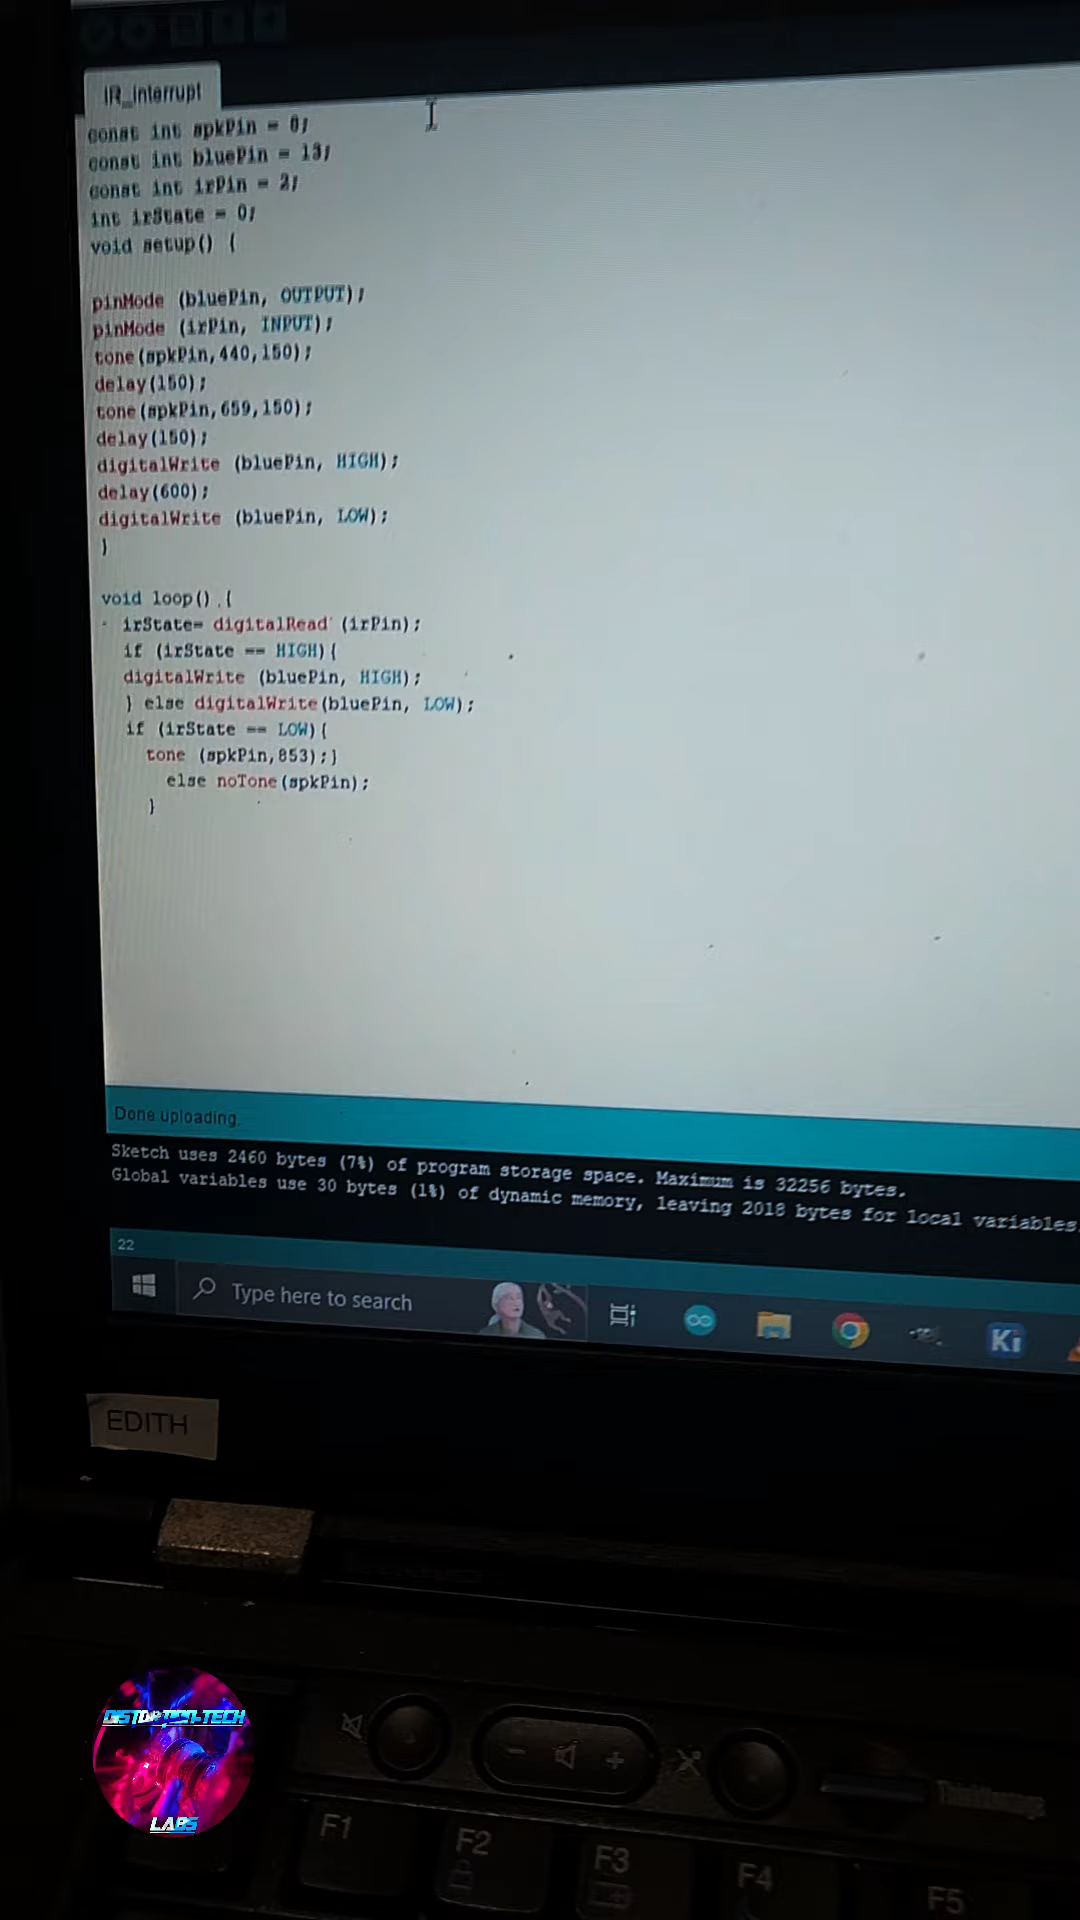 IR_interrupt
const int spkPin = 8;
const int bluePin = 13;
const int irPin = 2;
int irState = 0;
void setup() {
pinMode (bluePin, OUTPUT);
pinMode (irPin, INPUT);
tone(spkPin,440,150);
delay(150);
tone(spkPin,659,150);
delay(150);
digitalWrite (bluePin, HIGH);
delay(600);
digitalWrite (bluePin, LOW);
}
void loop() {
irState= digitalRead (irPin);
if (irState == HIGH){
digitalWrite (bluePin, HIGH);
} else digitalWrite(bluePin, LOW);
if (irState == LOW){
tone (spkPin,853);}
else noTone(spkPin);
}
Done uploading.
Sketch uses 2460 bytes (7%) of program storage space. Maximum is 32256 bytes.
Global variables use 30 bytes (1%) of dynamic memory, leaving 2018 bytes for local variables.
22
Type here to search
Ki
EDITH
DISTORTION-TECH
LABS
- +
F1
F2
F3
F4
F5